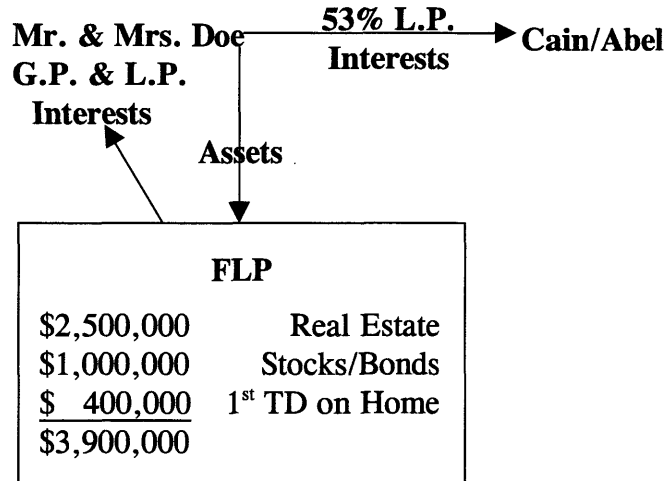 Mr. & Mrs. Doe
G.P. & L.P.
Interests
53% L.P.
Interests
Cain/Abel
Assets
FLP
$2,500,000 Real Estate
$1,000,000 Stocks/Bonds
$ 400,000 1st TD on Home
$3,900,000